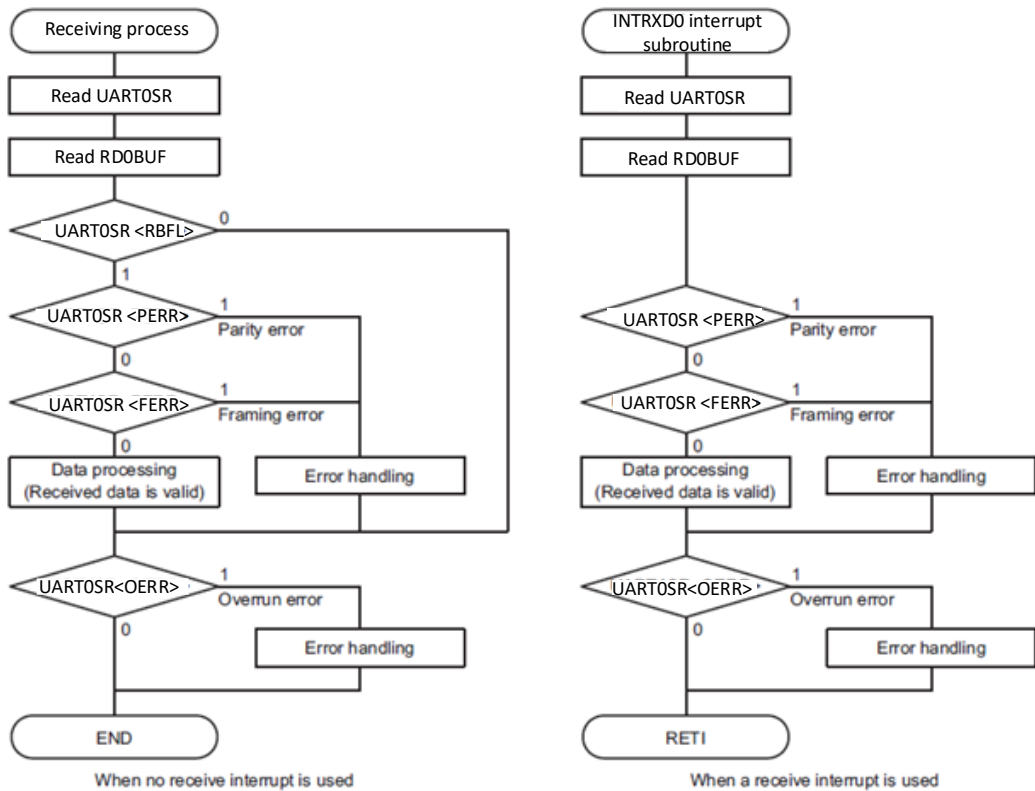 Receiving process
Read UART0SR
Read RD0BUF
UART0SR <RBFL>
0
1
UART0SR <PERR>
1
Parity error
0
UART0SR <FERR>
1
Framing error
0
Data processing
(Received data is valid)
Error handling
UART0SR<OERR>
1
Overrun error
0
Error handling
END
When no receive interrupt is used
INTRXD0 interrupt
subroutine
Read UART0SR
Read RD0BUF
UART0SR <PERR>
1
Parity error
0
UART0SR <FERR>
1
Framing error
0
Data processing
(Received data is valid)
Error handling
UART0SR<OERR>
1
Overrun error
0
Error handling
RETI
When a receive interrupt is used